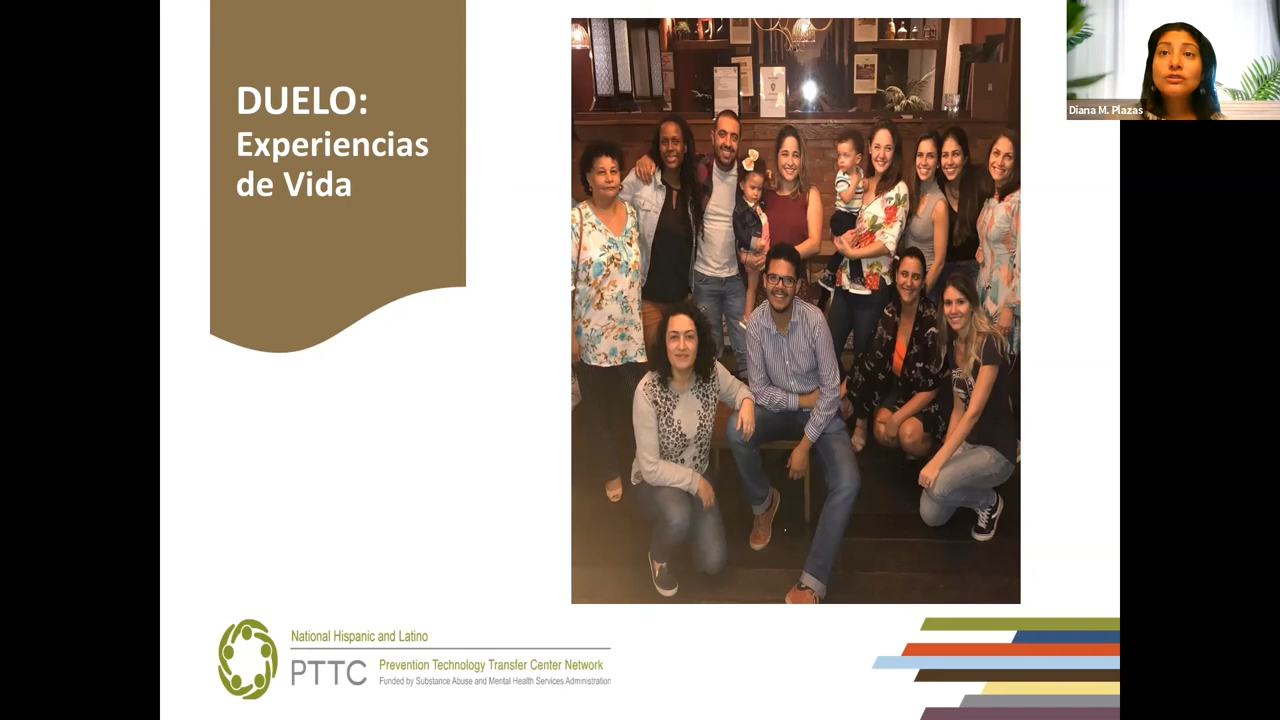 DUELO:
Experiencias
de Vida
Diana M. Plazas
National Hispanic and Latino
PTTC
Prevention Technology Transfer Center Network
Funded by Substance Abuse and Mental Health Services Administration